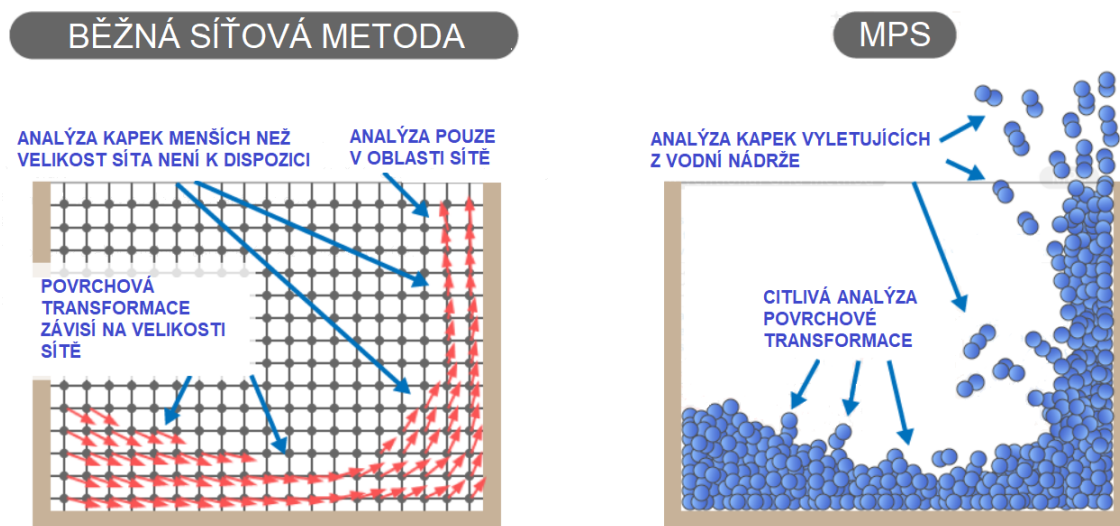 BĚŽNÁ SÍŤOVÁ METODA
ANALÝZA KAPEK MENŠÍCH NEŽ
VELIKOST SÍTA NENÍ K DISPOZICI
ANALÝZA POUZE
V OBLASTI SÍTĚ
POVRCHOVÁ
TRANSFORMACE
ZÁVISÍ NA VELIKOSTI
SÍTĚ
MPS
ANALÝZA KAPEK VYLETUJÍCÍCH
Z VODNÍ NÁDRŽE
CITLIVÁ ANALÝZA
POVRCHOVÉ
TRANSFORMACE